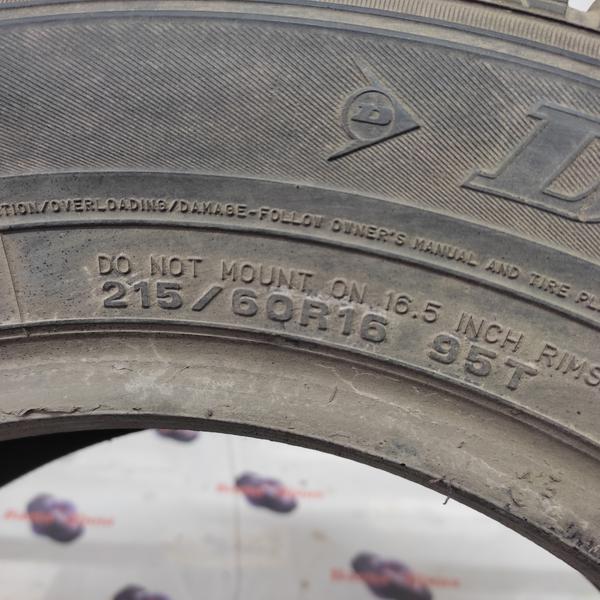 D
D
TION/OVERLOADING/DAMAGE-FOLLOW OWNER'S MANUAL AND TIRE PL
DO NOT MOUNT ON 16.5 INCH RIMS
215/60R16 95T